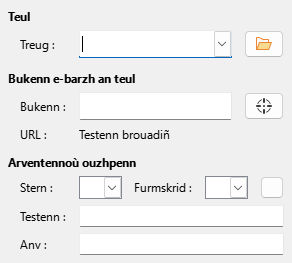 Teul
Treug :
Bukenn e-barzh an teul
Bukenn :
URL : Testenn brouadiñ
Arventennoù ouzhpenn
Stern : Furmskrid :
Testenn :
Anv :